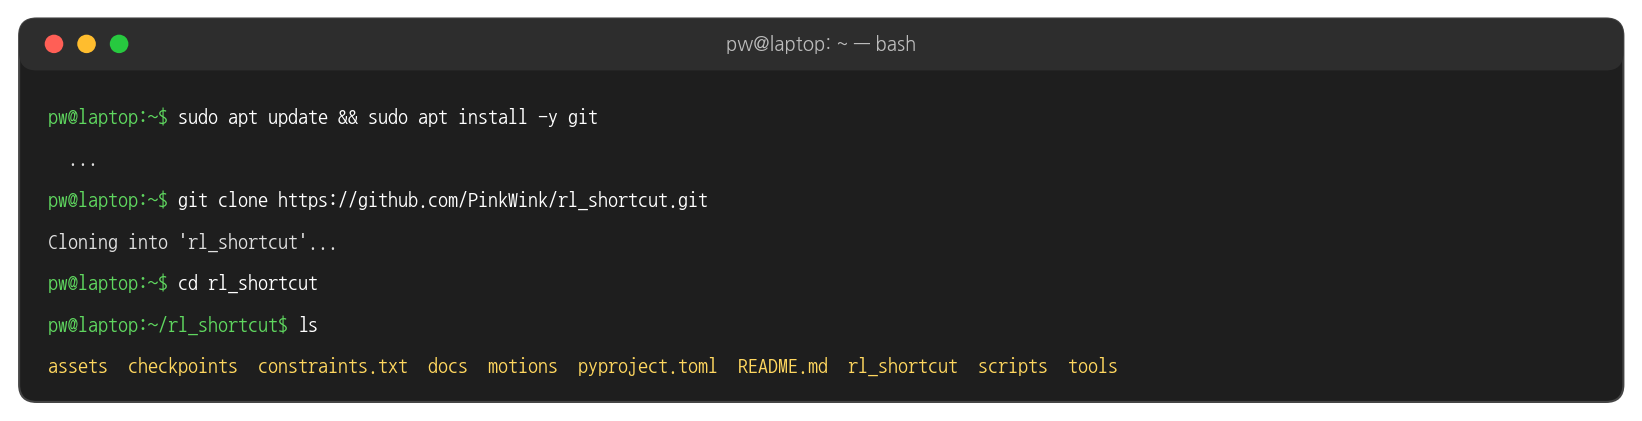 pw@laptop: ~ — bash
pw@laptop:~$ sudo apt update && sudo apt install -y git
...
pw@laptop:~$ git clone https://github.com/PinkWink/rl_shortcut.git
Cloning into 'rl_shortcut'...
pw@laptop:~$ cd rl_shortcut
pw@laptop:~/rl_shortcut$ ls
assets  checkpoints  constraints.txt  docs  motions  pyproject.toml  README.md  rl_shortcut  scripts  tools